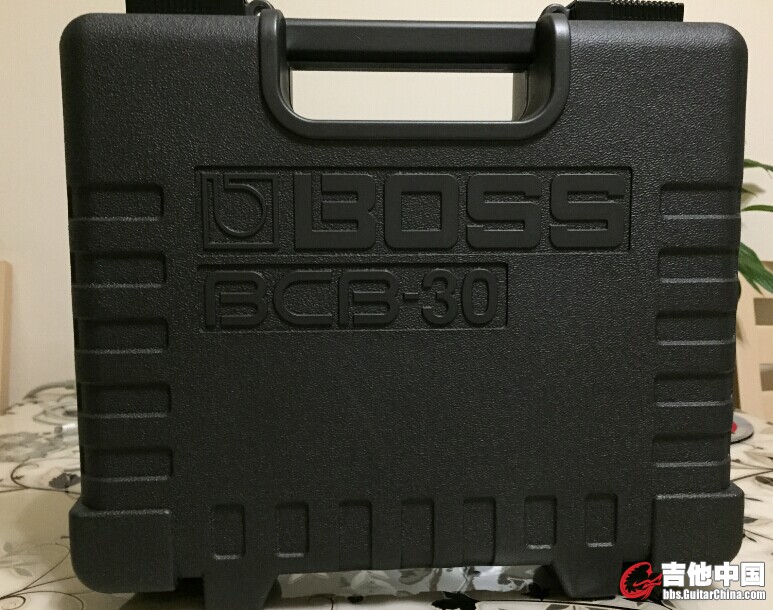 BOSS
BCB-30
吉他中国
bbs.GuitarChina.com